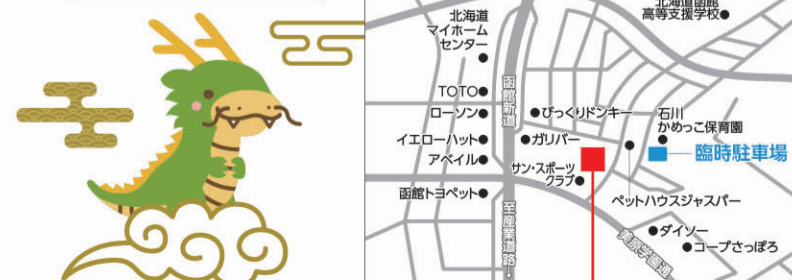 北海道
マイホーム
センター
TOTO
ローソン
イエローハット
アベイル
函館トヨペット
函館新道
至産業道路
北海道函館
高等支援学校
びっくりドンキー
ガリバー
サン・スポーツ
クラブ
石川
かめっこ保育園
臨時駐車場
ペットハウスジャスパー
ダイソー
コープさっぽろ
美原学園通